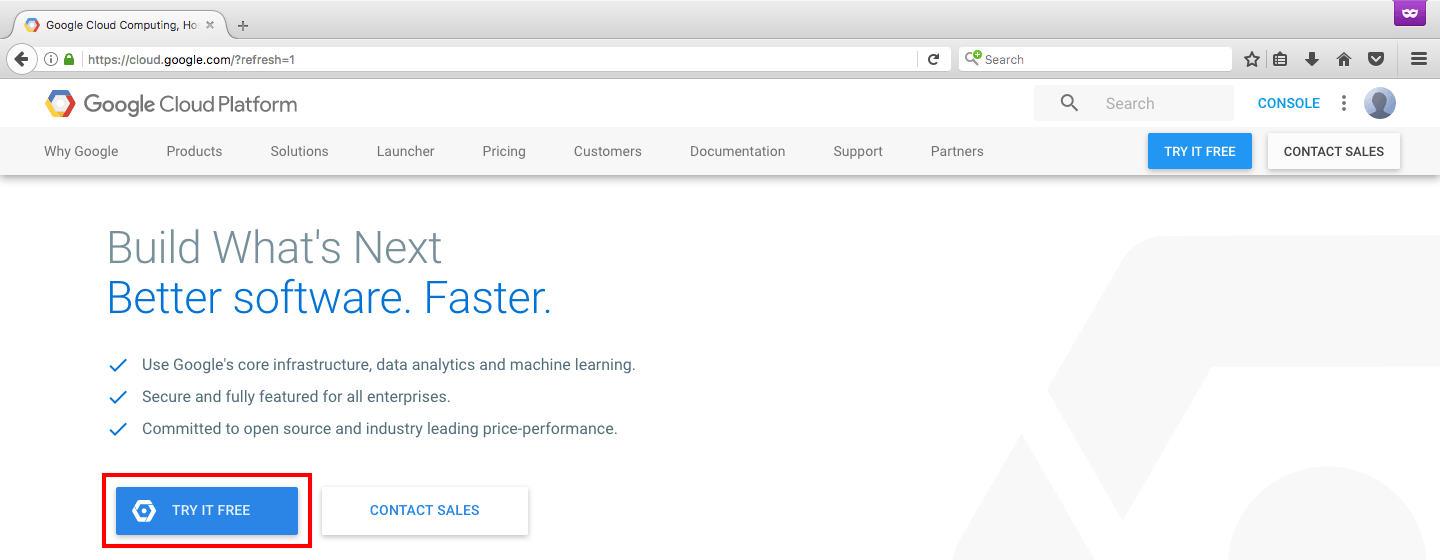 Google Cloud Computing, Ho
https://cloud.google.com/?refresh=1
Search
Google Cloud Platform
Search
CONSOLE
Why Google Products Solutions Launcher Pricing Customers Documentation Support Partners TRY IT FREE CONTACT SALES
Build What's Next
Better software. Faster.
Use Google's core infrastructure, data analytics and machine learning.
Secure and fully featured for all enterprises.
Committed to open source and industry leading price-performance.
TRY IT FREE CONTACT SALES